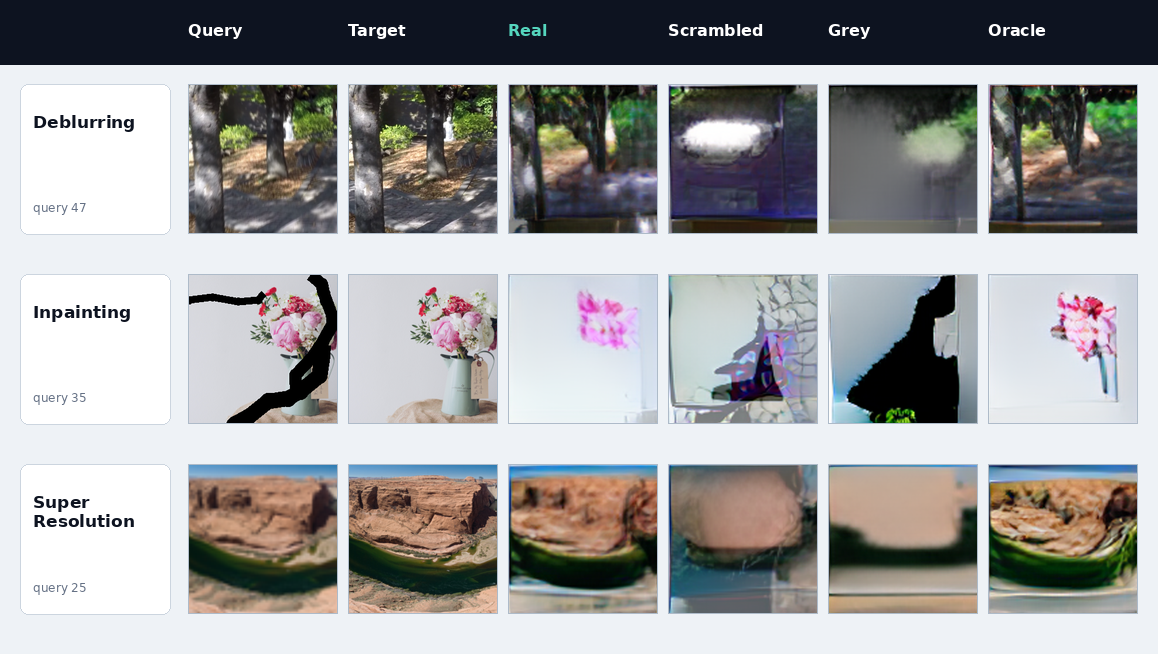 Query Target Real Scrambled Grey Oracle
Deblurring
query 47
Inpainting
query 35
Super
Resolution
query 25